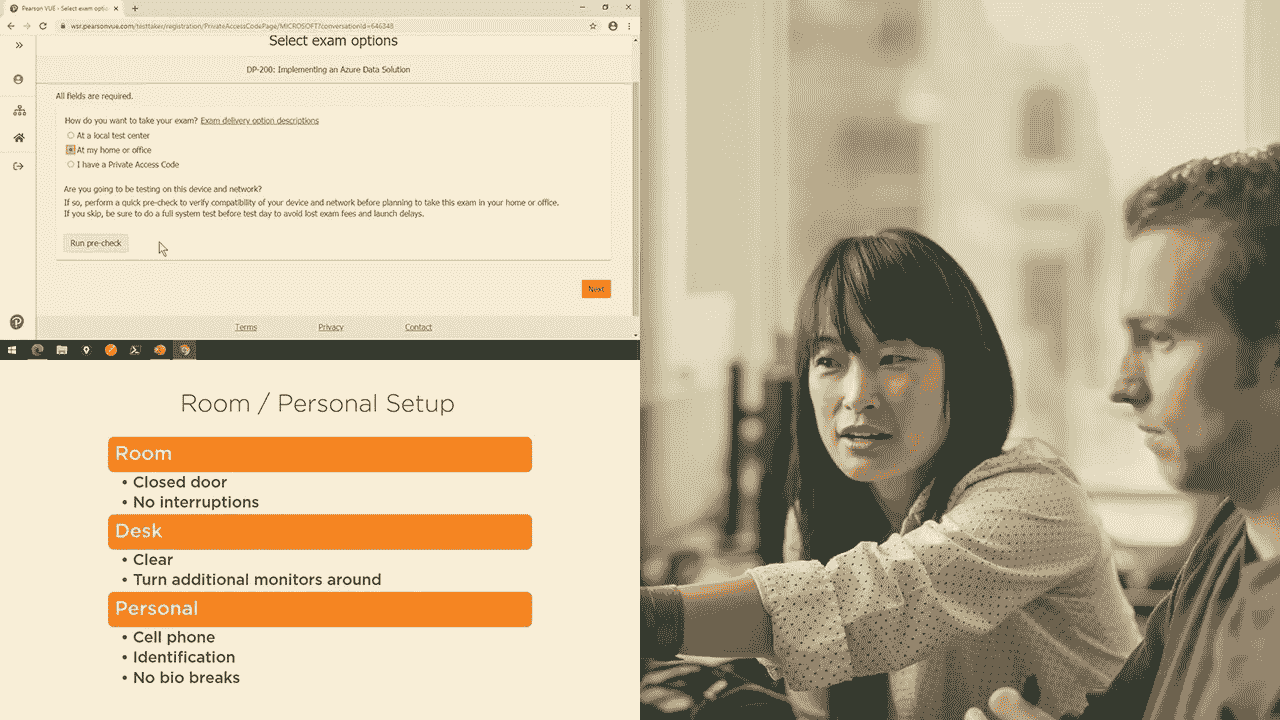 Pearson VUE - Select exam optio
wsr.pearsonvue.com/testtaker/registration/PrivateAccessCodePage/MICROSOFT?conversationId=646348
Select exam options
DP-200: Implementing an Azure Data Solution
All fields are required.
How do you want to take your exam? Exam delivery option descriptions
At a local test center
At my home or office
I have a Private Access Code
Are you going to be testing on this device and network?
If so, perform a quick pre-check to verify compatibility of your device and network before planning to take this exam in your home or office.
If you skip, be sure to do a full system test before test day to avoid lost exam fees and launch delays.
Run pre-check
Next
Terms Privacy Contact
Room / Personal Setup
Room
• Closed door
• No interruptions
Desk
• Clear
• Turn additional monitors around
Personal
• Cell phone
• Identification
• No bio breaks